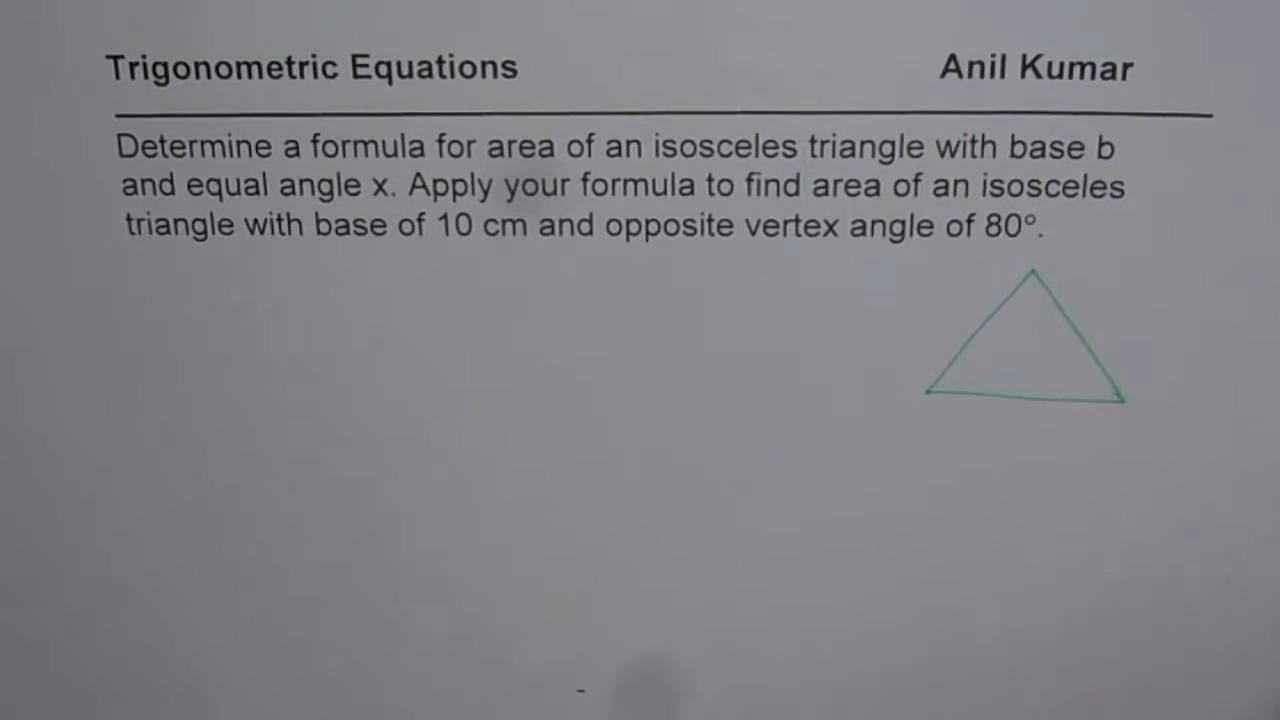 Trigonometric Equations Anil Kumar
Determine a formula for area of an isosceles triangle with base b
and equal angle x. Apply your formula to find area of an isosceles
triangle with base of 10 cm and opposite vertex angle of 80°.